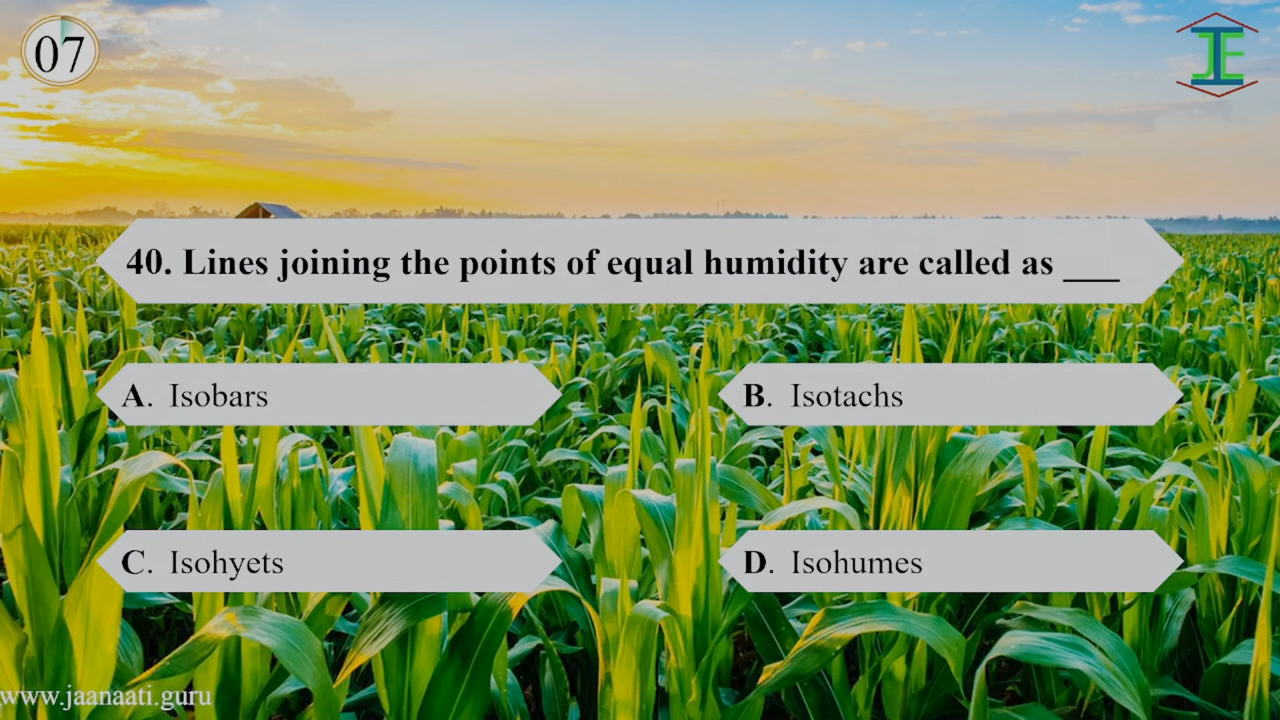 07
40. Lines joining the points of equal humidity are called as ___
A. Isobars
B. Isotachs
C. Isohyets
D. Isohumes
www.jaanaati.guru